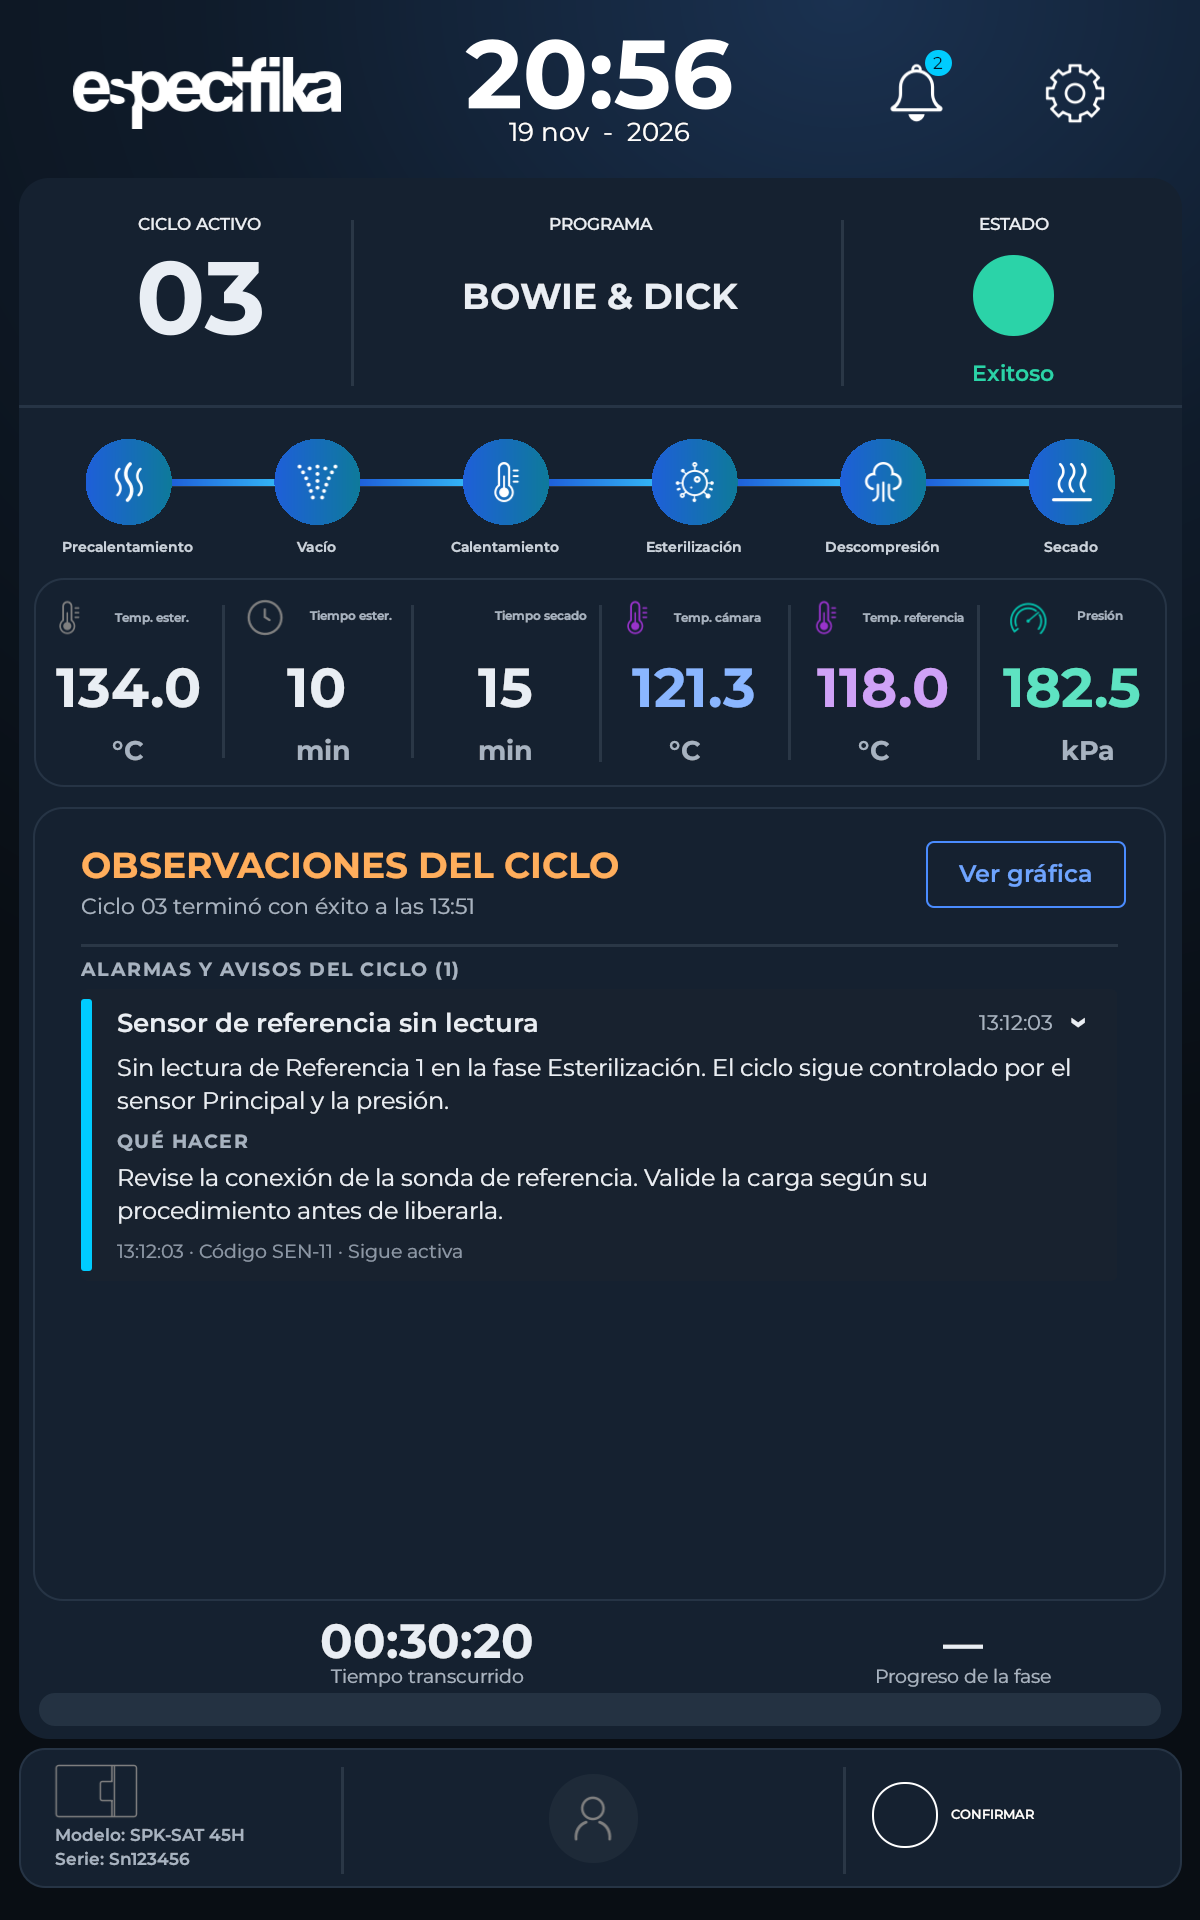 especifika
20:56
19 nov - 2026
2
CICLO ACTIVO
03
PROGRAMA
BOWIE & DICK
ESTADO
Exitoso
Precalentamiento
Vacío
Calentamiento
Esterilización
Descompresión
Secado
Temp. ester.
134.0
°C
Tiempo ester.
10
min
Tiempo secado
15
min
Temp. cámara
121.3
°C
Temp. referencia
118.0
°C
Presión
182.5
kPa
OBSERVACIONES DEL CICLO
Ciclo 03 terminó con éxito a las 13:51
Ver gráfica
ALARMAS Y AVISOS DEL CICLO (1)
Sensor de referencia sin lectura
13:12:03
Sin lectura de Referencia 1 en la fase Esterilización. El ciclo sigue controlado por el
sensor Principal y la presión.
QUÉ HACER
Revise la conexión de la sonda de referencia. Valide la carga según su
procedimiento antes de liberarla.
13:12:03 · Código SEN-11 · Sigue activa
00:30:20
Tiempo transcurrido
—
Progreso de la fase
Modelo: SPK-SAT 45H
Serie: Sn123456
CONFIRMAR